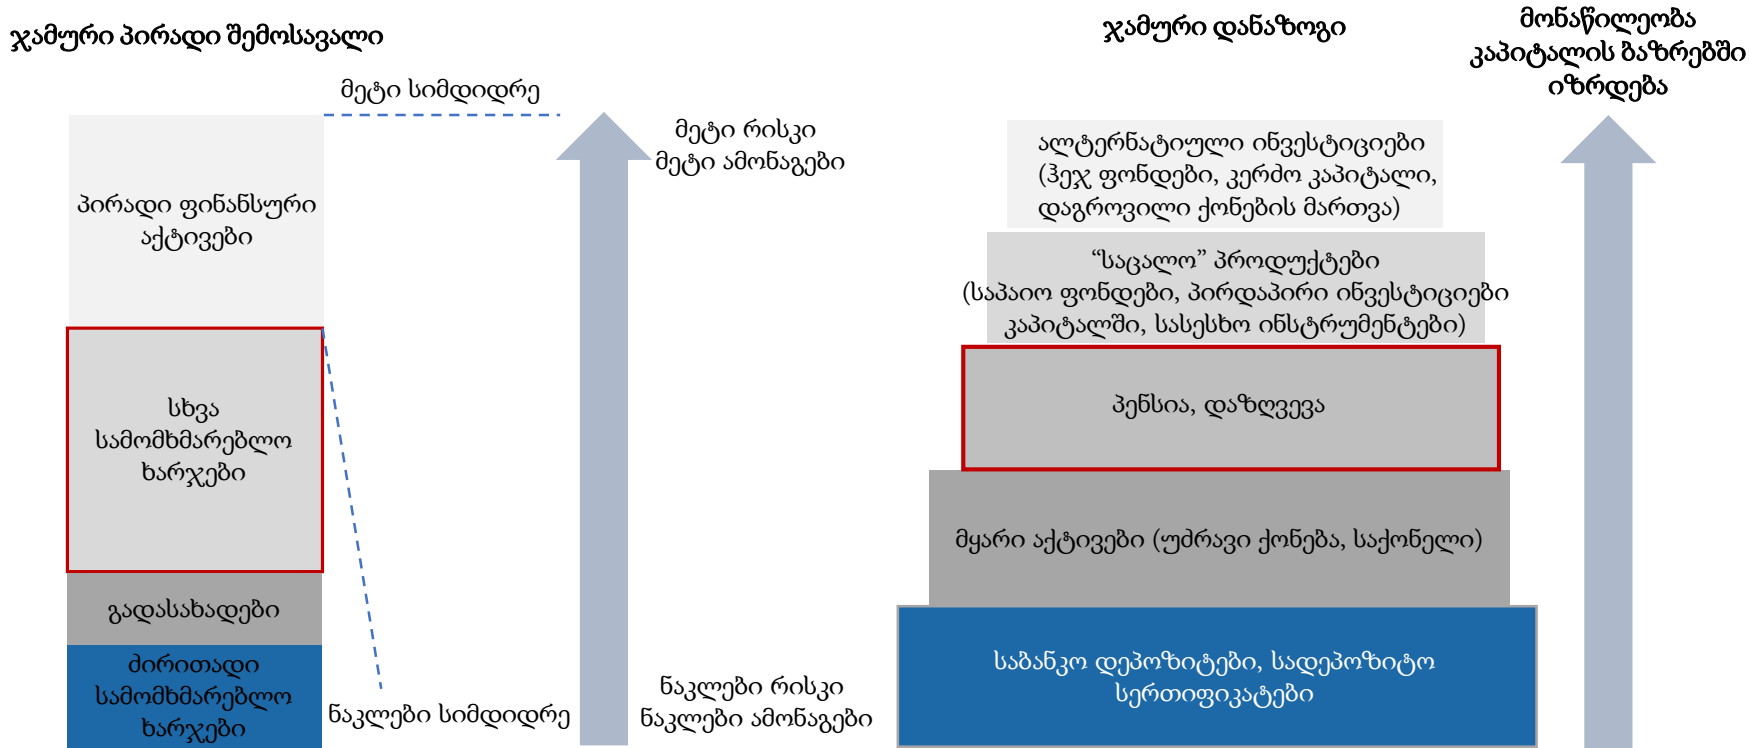 ჯამური პირადი შემოსავალი
მეტი სიმდიდრე
პირადი ფინანსური
აქტივები
სხვა
სამომხმარებლო
ხარჯები
გადასახადები
ძირითადი
სამომხმარებლო
ხარჯები
ნაკლები სიმდიდრე
მეტი რისკი
მეტი ამონაგები
ნაკლები რისკი
ნაკლები ამონაგები
ჯამური დანაზოგი
ალტერნატიული ინვესტიციები
(ჰეჯ ფონდები, კერძო კაპიტალი,
დაგროვილი ქონების მართვა)
“საცალო” პროდუქტები
(საპაიო ფონდები, პირდაპირი ინვესტიციები
კაპიტალში, სასესხო ინსტრუმენტები)
პენსია, დაზღვევა
მყარი აქტივები (უძრავი ქონება, საქონელი)
საბანკო დეპოზიტები, სადეპოზიტო
სერთიფიკატები
მონაწილეობა
კაპიტალის ბაზრებში
იზრდება